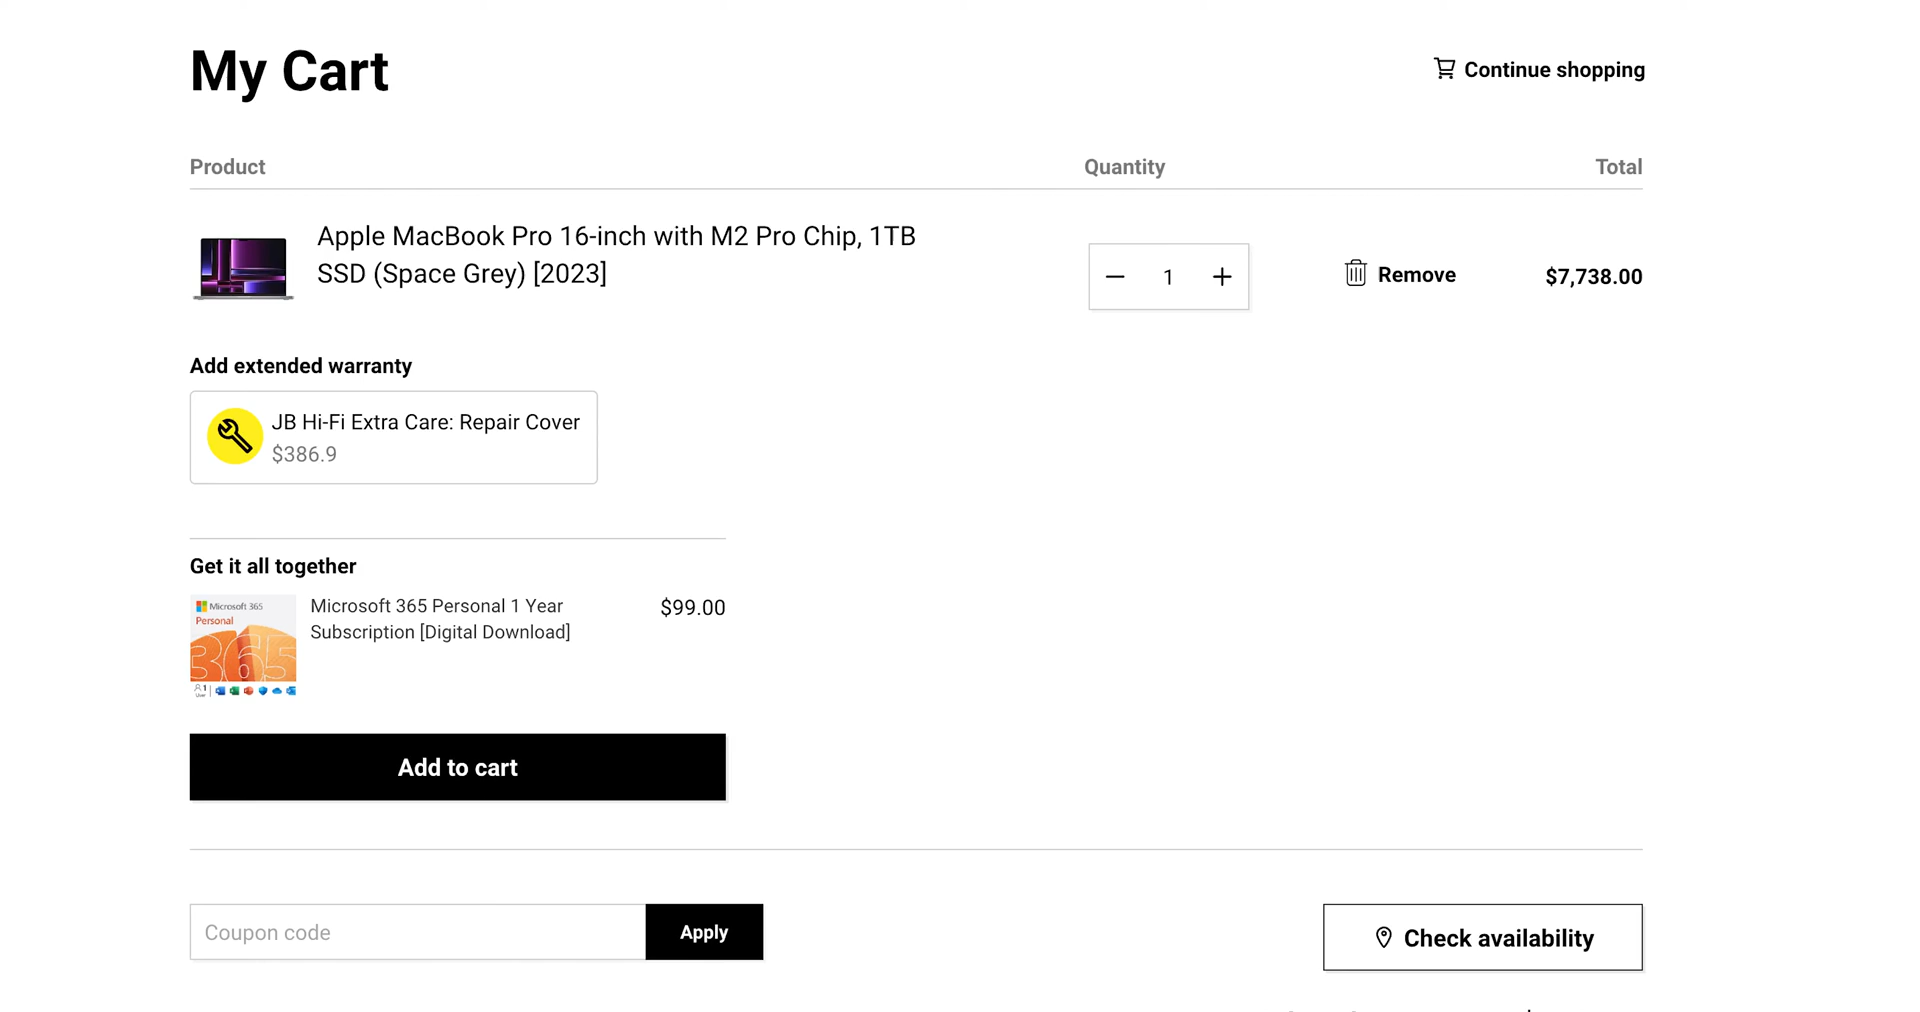 My Cart
Continue shopping
Product Quantity Total
Apple MacBook Pro 16-inch with M2 Pro Chip, 1TB
SSD (Space Grey) [2023]
1
Remove
$7,738.00
Add extended warranty
JB Hi-Fi Extra Care: Repair Cover
$386.9
Get it all together
Microsoft 365
Personal
365
1
User
Microsoft 365 Personal 1 Year
Subscription [Digital Download]
$99.00
Add to cart
Coupon code
Apply
Check availability